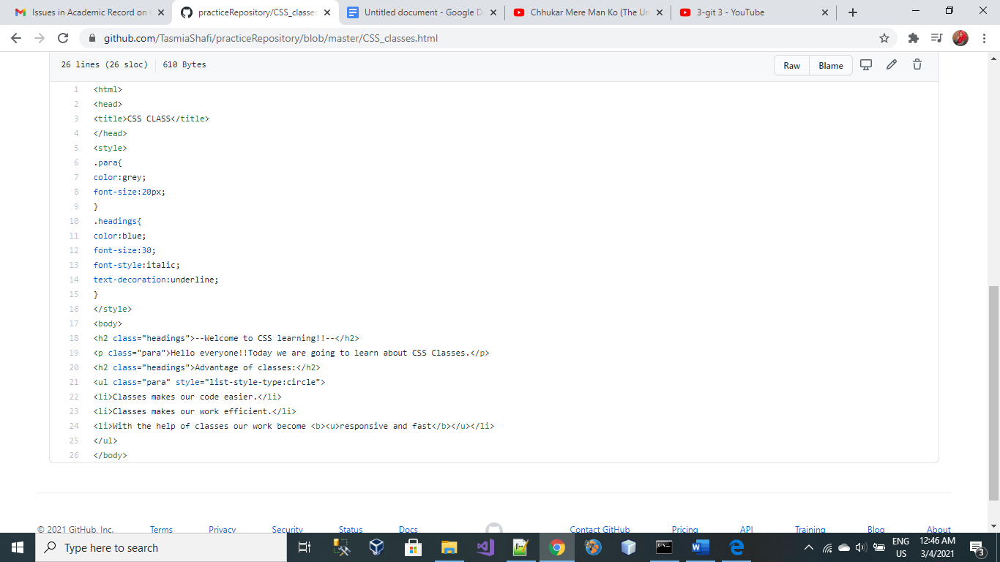 Issues in Academic Record on
practiceRepository/CSS_classes
Untitled document - Google D
Chhukar Mere Man Ko (The Un
3-git 3 - YouTube
github.com/TasmiaShafi/practiceRepository/blob/master/CSS_classes.html
26 lines (26 sloc) 610 Bytes
Raw Blame
1 <html>
2 <head>
3 <title>CSS CLASS</title>
4 </head>
5 <style>
6 .para{
7 color:grey;
8 font-size:20px;
9 }
10 .headings{
11 color:blue;
12 font-size:30;
13 font-style:italic;
14 text-decoration:underline;
15 }
16 </style>
17 <body>
18 <h2 class="headings">--Welcome to CSS learning!!--</h2>
19 <p class="para">Hello everyone!!Today we are going to learn about CSS Classes.</p>
20 <h2 class="headings">Advantage of classes:</h2>
21 <ul class="para" style="list-style-type:circle">
22 <li>Classes makes our code easier.</li>
23 <li>Classes makes our work efficient.</li>
24 <li>With the help of classes our work become <b><u>responsive and fast</b></u></li>
25 </ul>
26 </body>
© 2021 GitHub, Inc. Terms Privacy Security Status Docs Contact GitHub Pricing API Training Blog About
Type here to search
ENG
US
12:46 AM
3/4/2021
3